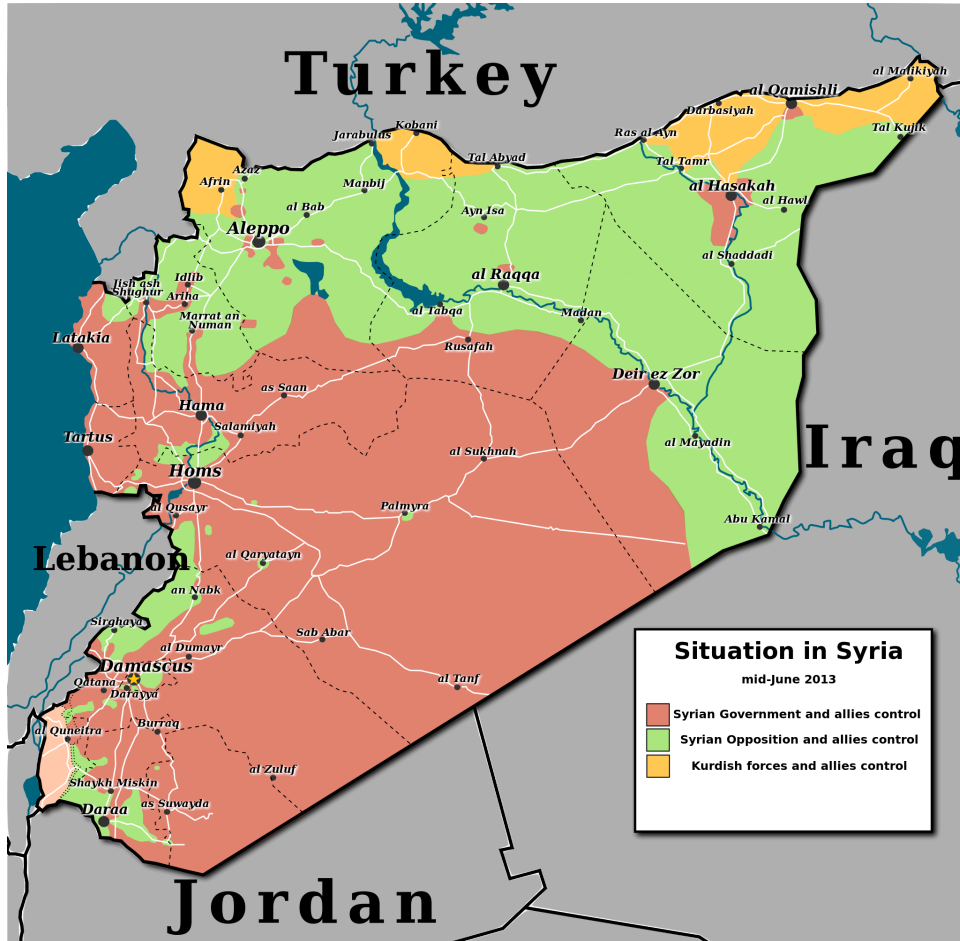 Turkey
al Malikiyah
al Qamishli
Darbasiyah
Kobani
Jarabulus
Ras al-Ayn
Tal Kujik
Tal Abyad
Tal Tamr
Azaz
Afrin
Manbij
al Hasakah
al Hawl
al Bab
Ayn Isa
Aleppo
al Shaddadi
al Raqqa
Idlib
Jish ash
Shughur
Ariha
al Tabqa
Madan
Marrat an
Numan
Latakia
Rusafah
Deir ez Zor
as Saan
Hama
Salamiyah
Tartus
al Mayadin
Iraq
al Sukhnah
Homs
al Qusayr
Palmyra
Abu Kamal
Lebanon
al Qaryatayn
an Nabk
Sirghaya
Sab Abar
al Dumayr
Damascus
Qatana
Darayya
al Tanf
Burraq
al Quneitra
al Zuluf
Shaykh Miskin
as Suwayda
Daraa
Jordan
Situation in Syria
mid-June 2013
Syrian Government and allies control
Syrian Opposition and allies control
Kurdish forces and allies control